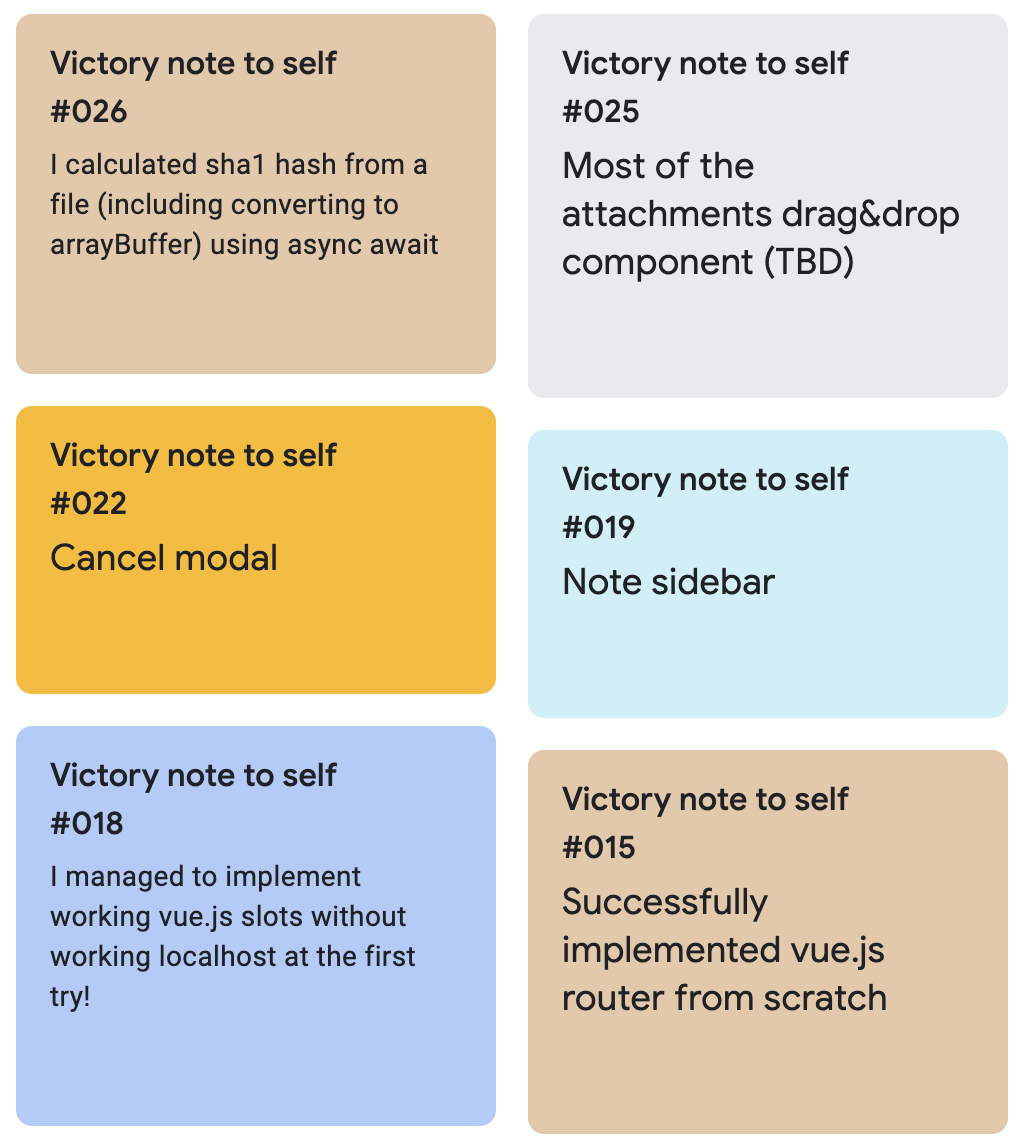 Victory note to self
#026
I calculated sha1 hash from a
file (including converting to
arrayBuffer) using async await
Victory note to self
#025
Most of the
attachments drag&drop
component (TBD)
Victory note to self
#022
Cancel modal
Victory note to self
#019
Note sidebar
Victory note to self
#018
I managed to implement
working vue.js slots without
working localhost at the first
try!
Victory note to self
#015
Successfully
implemented vue.js
router from scratch